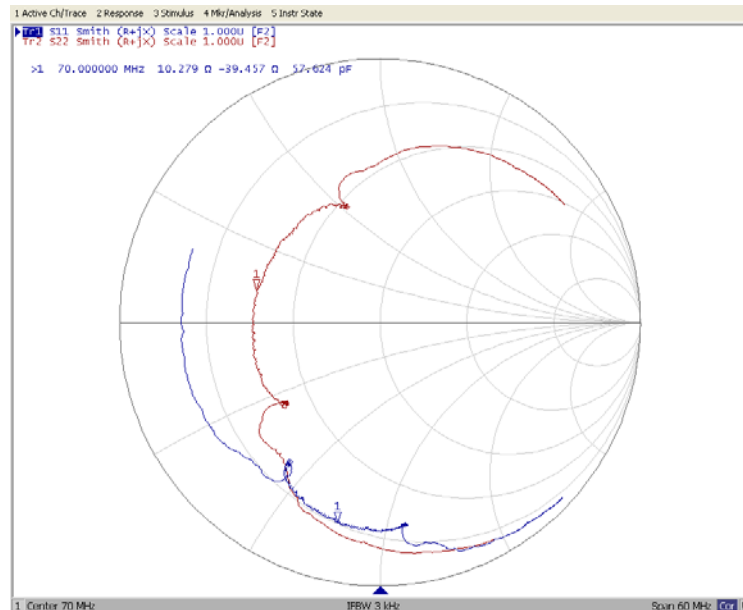 1 Active Ch/Trace 2 Response 3 Stimulus 4 Mkr/Analysis 5 Instr State
Tr1 S11 Smith (R+jX) Scale 1.000U [F2]
Tr2 S22 Smith (R+jX) Scale 1.000U [F2]
>1 70.000000 MHz 10.279 Ω -39.457 Ω 57.624 pF
1
1
1 Center 70 MHz IFBW 3 kHz Span 60 MHz Cor